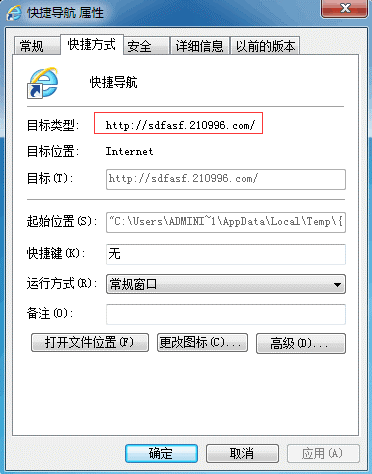 快捷导航 属性
常规 快捷方式 安全 详细信息 以前的版本
快捷导航
目标类型: http://sdfasf.210996.com/
目标位置: Internet
目标(T): http://sdfasf.210996.com/
起始位置(S): "C:\Users\ADMINI~1\AppData\Local\Temp\{
快捷键(K): 无
运行方式(R): 常规窗口
备注(O):
打开文件位置(F) 更改图标(C)... 高级(D)...
确定 取消 应用(A)